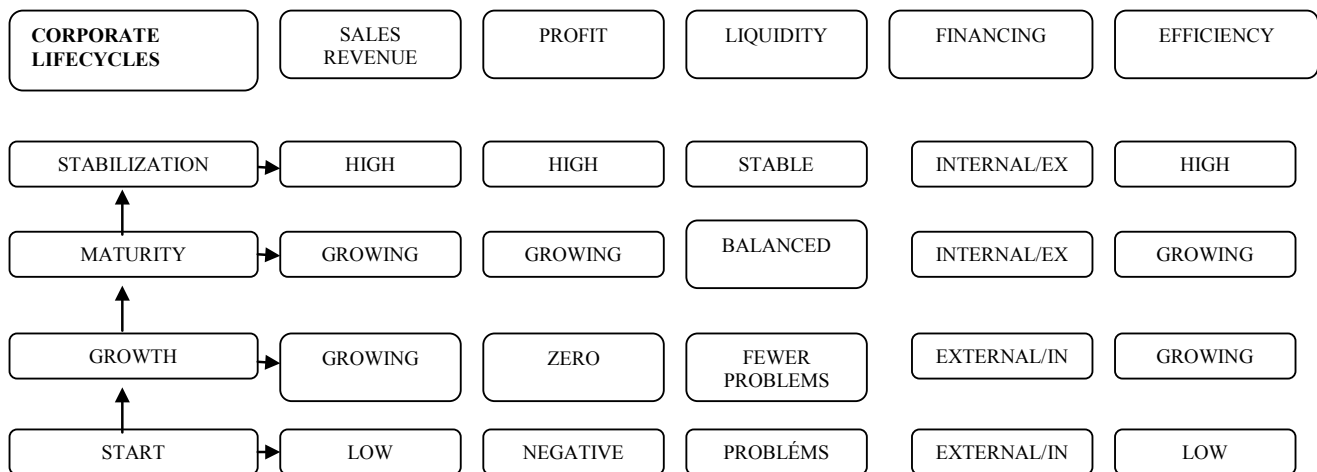 CORPORATE
LIFECYCLES
SALES
REVENUE
PROFIT
LIQUIDITY
FINANCING
EFFICIENCY
STABILIZATION
HIGH
HIGH
STABLE
INTERNAL/EX
HIGH
MATURITY
GROWING
GROWING
BALANCED
INTERNAL/EX
GROWING
GROWTH
GROWING
ZERO
FEWER
PROBLEMS
EXTERNAL/IN
GROWING
START
LOW
NEGATIVE
PROBLÉMS
EXTERNAL/IN
LOW